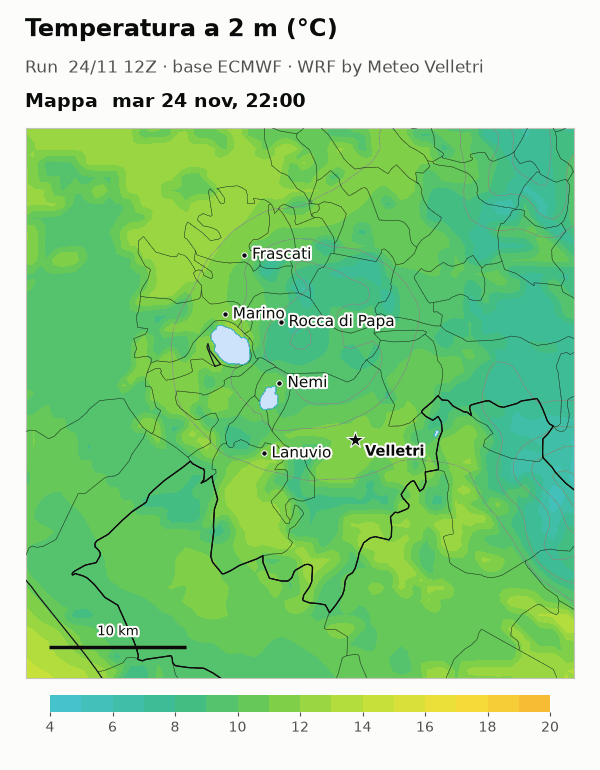 Temperatura a 2 m (°C)
Run  24/11 12Z · base ECMWF · WRF by Meteo Velletri
Mappa  mar 24 nov, 22:00
Frascati
Marino
Rocca di Papa
Nemi
Velletri
Lanuvio
10 km
4 6 8 10 12 14 16 18 20